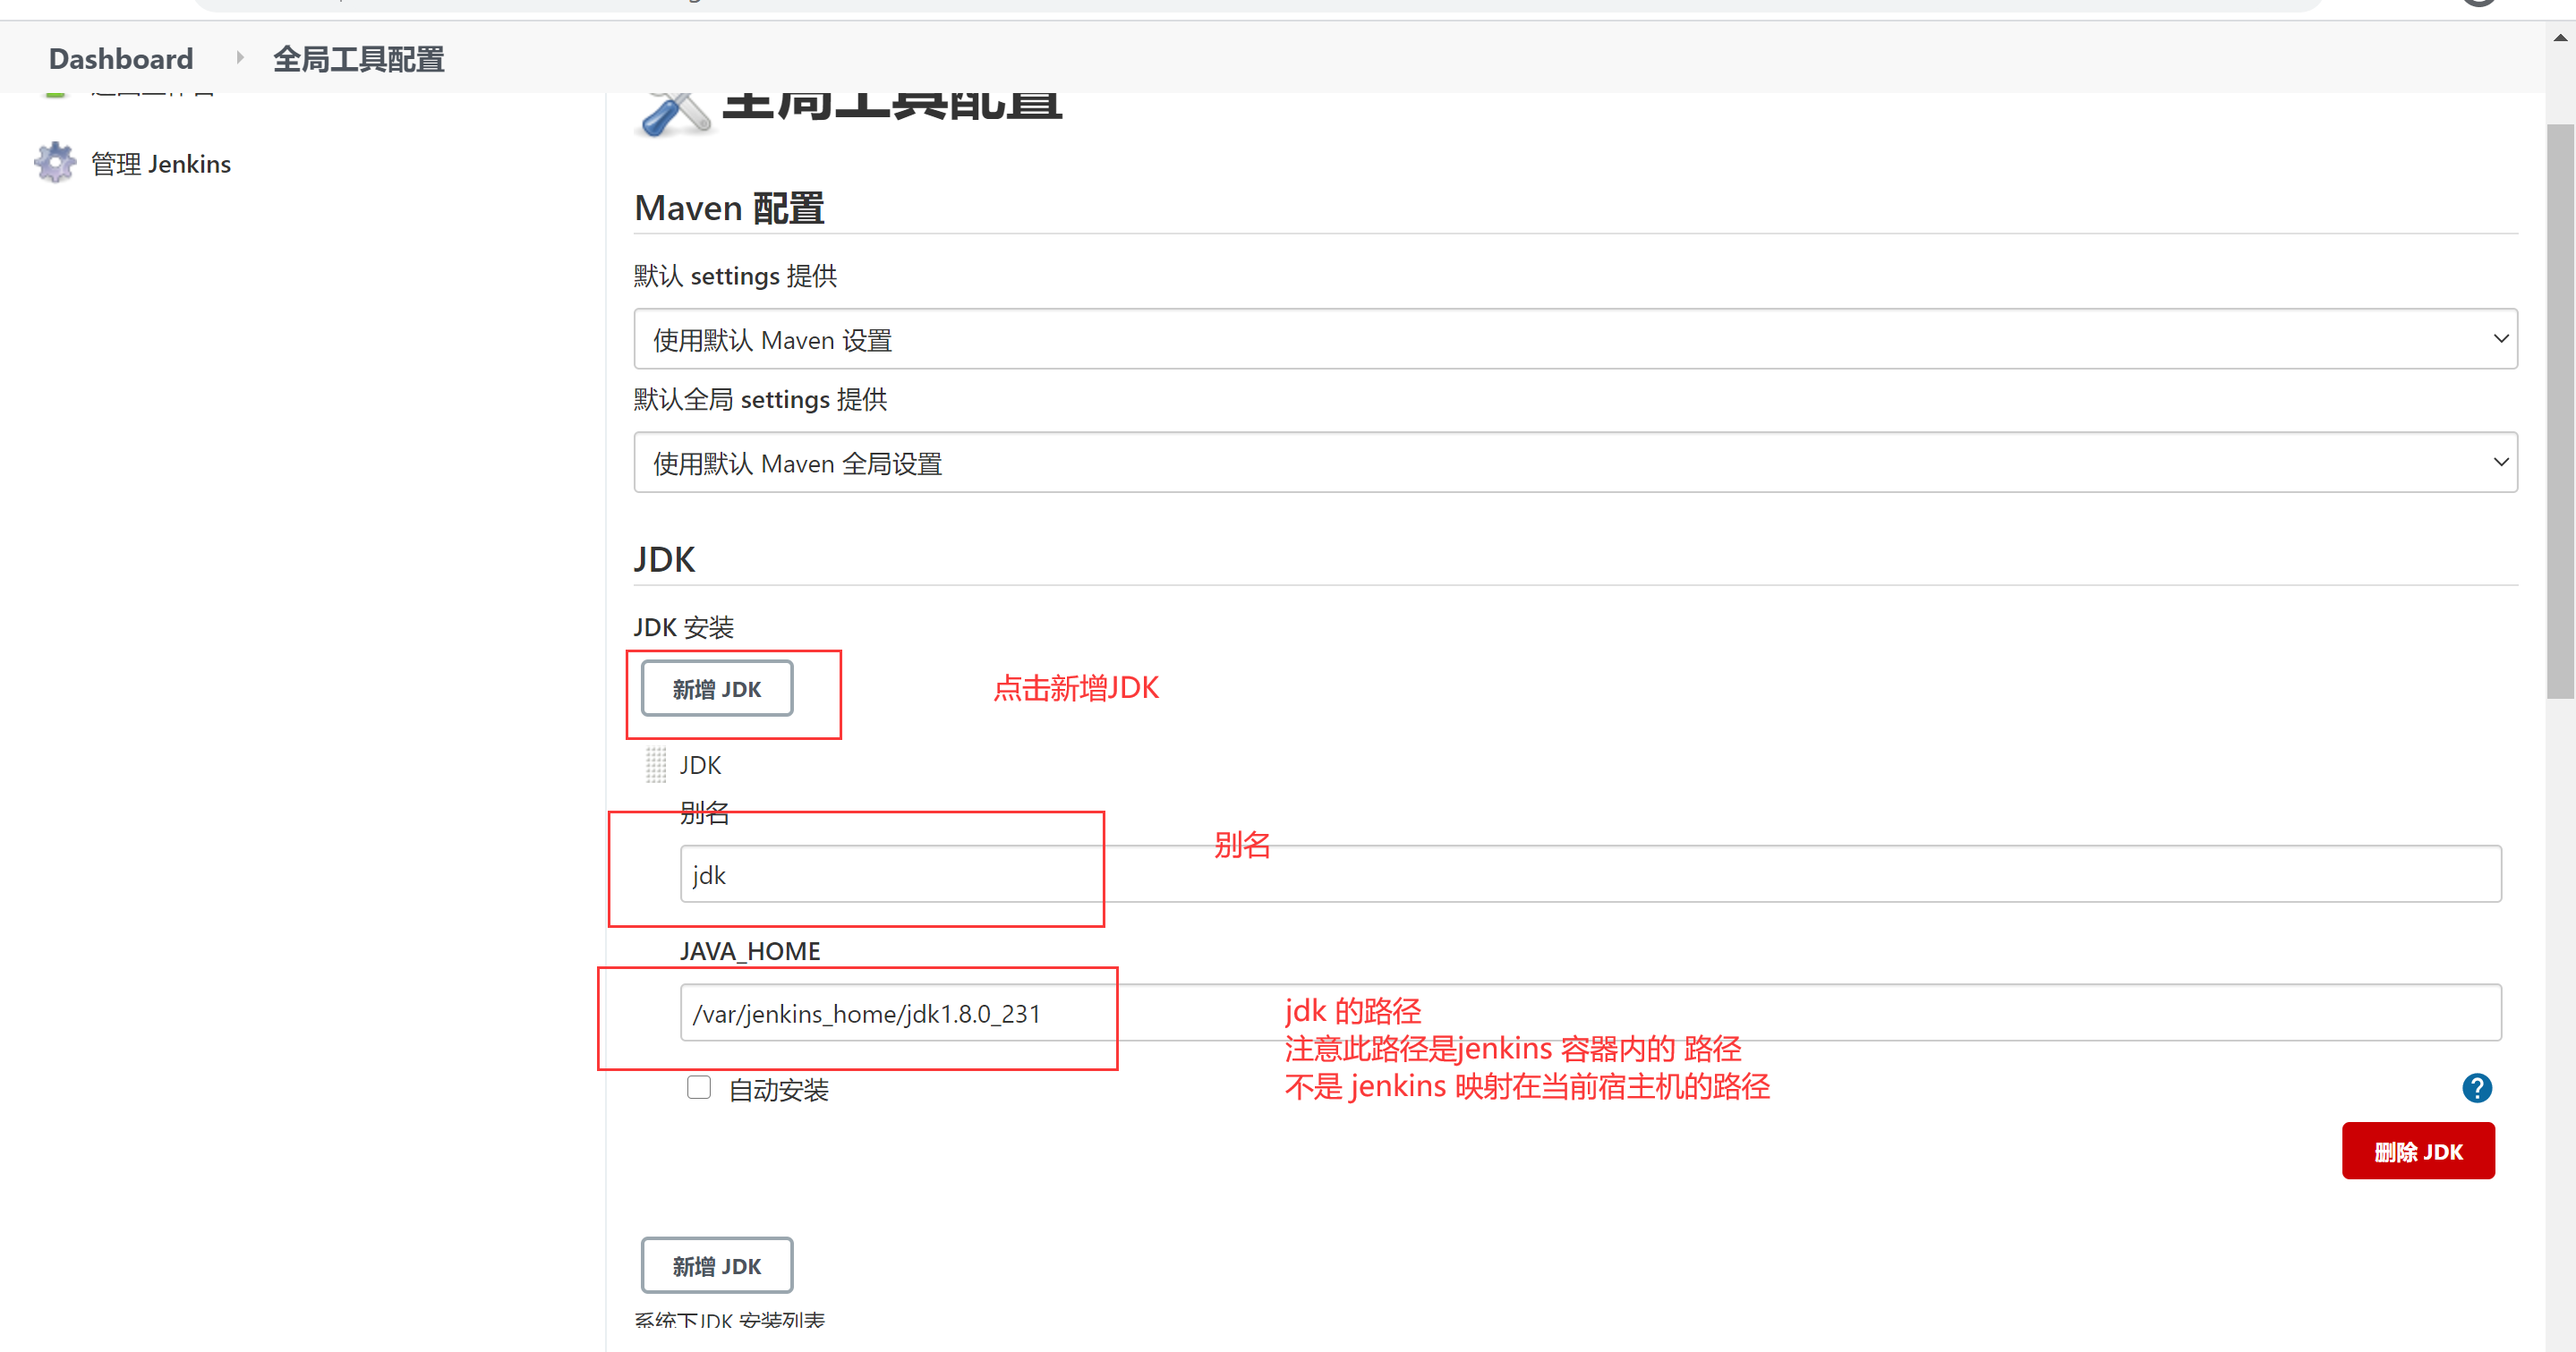 Dashboard
全局工具配置
全局工具配置
管理 Jenkins
Maven 配置
默认 settings 提供
使用默认 Maven 设置
默认全局 settings 提供
使用默认 Maven 全局设置
JDK
JDK 安装
新增 JDK
点击新增JDK
JDK
别名
别名
jdk
JAVA_HOME
/var/jenkins_home/jdk1.8.0_231
jdk 的路径
注意此路径是jenkins 容器内的 路径
不是 jenkins 映射在当前宿主机的路径
自动安装
?
删除 JDK
新增 JDK
系统下JDK 安装列表